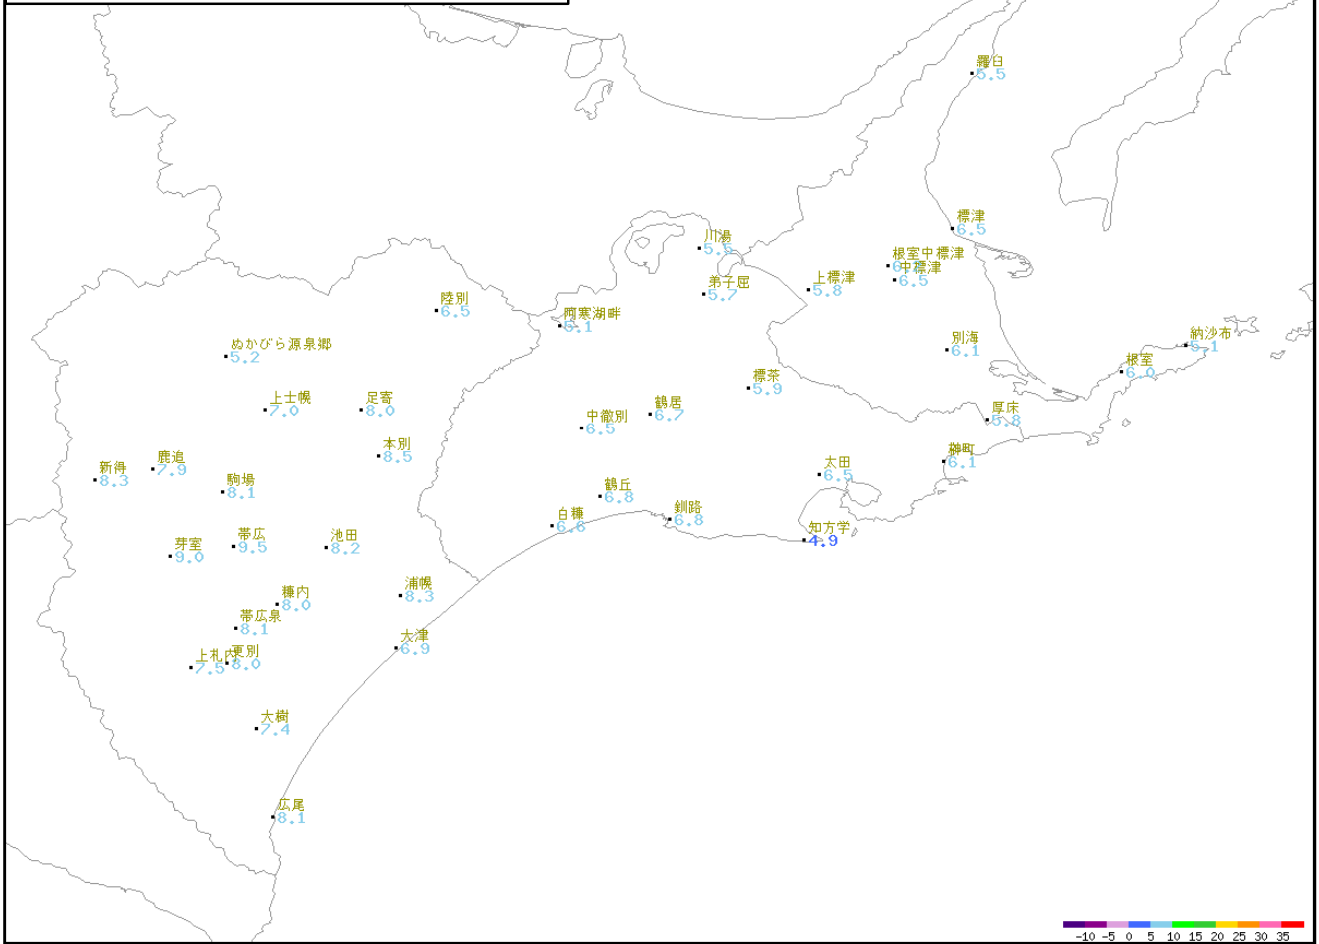 羅臼
5.5
標津
6.5
川湯
根室中標津
中標津
6.5
上標津
5.8
弟子屈
5.7
陸別
6.5
阿寒湖畔
ぬかびら源泉郷
5.2
別海
6.1
納沙布
5.1
根室
6.0
標茶
5.9
上士幌
7.0
足寄
8.0
鶴居
6.7
中徹別
6.5
厚床
5.8
本別
8.5
榊町
6.1
新得
8.3
鹿追
7.9
駒場
8.1
太田
6.5
鶴丘
6.8
白糠
6.6
釧路
6.8
知方学
4.9
芽室
9.0
帯広
9.5
池田
8.2
浦幌
8.3
糠内
8.0
帯広泉
8.1
大津
6.9
上札内
7.5
更別
8.0
大樹
7.4
広尾
8.1
-10 -5 0 5 10 15 20 25 30 35